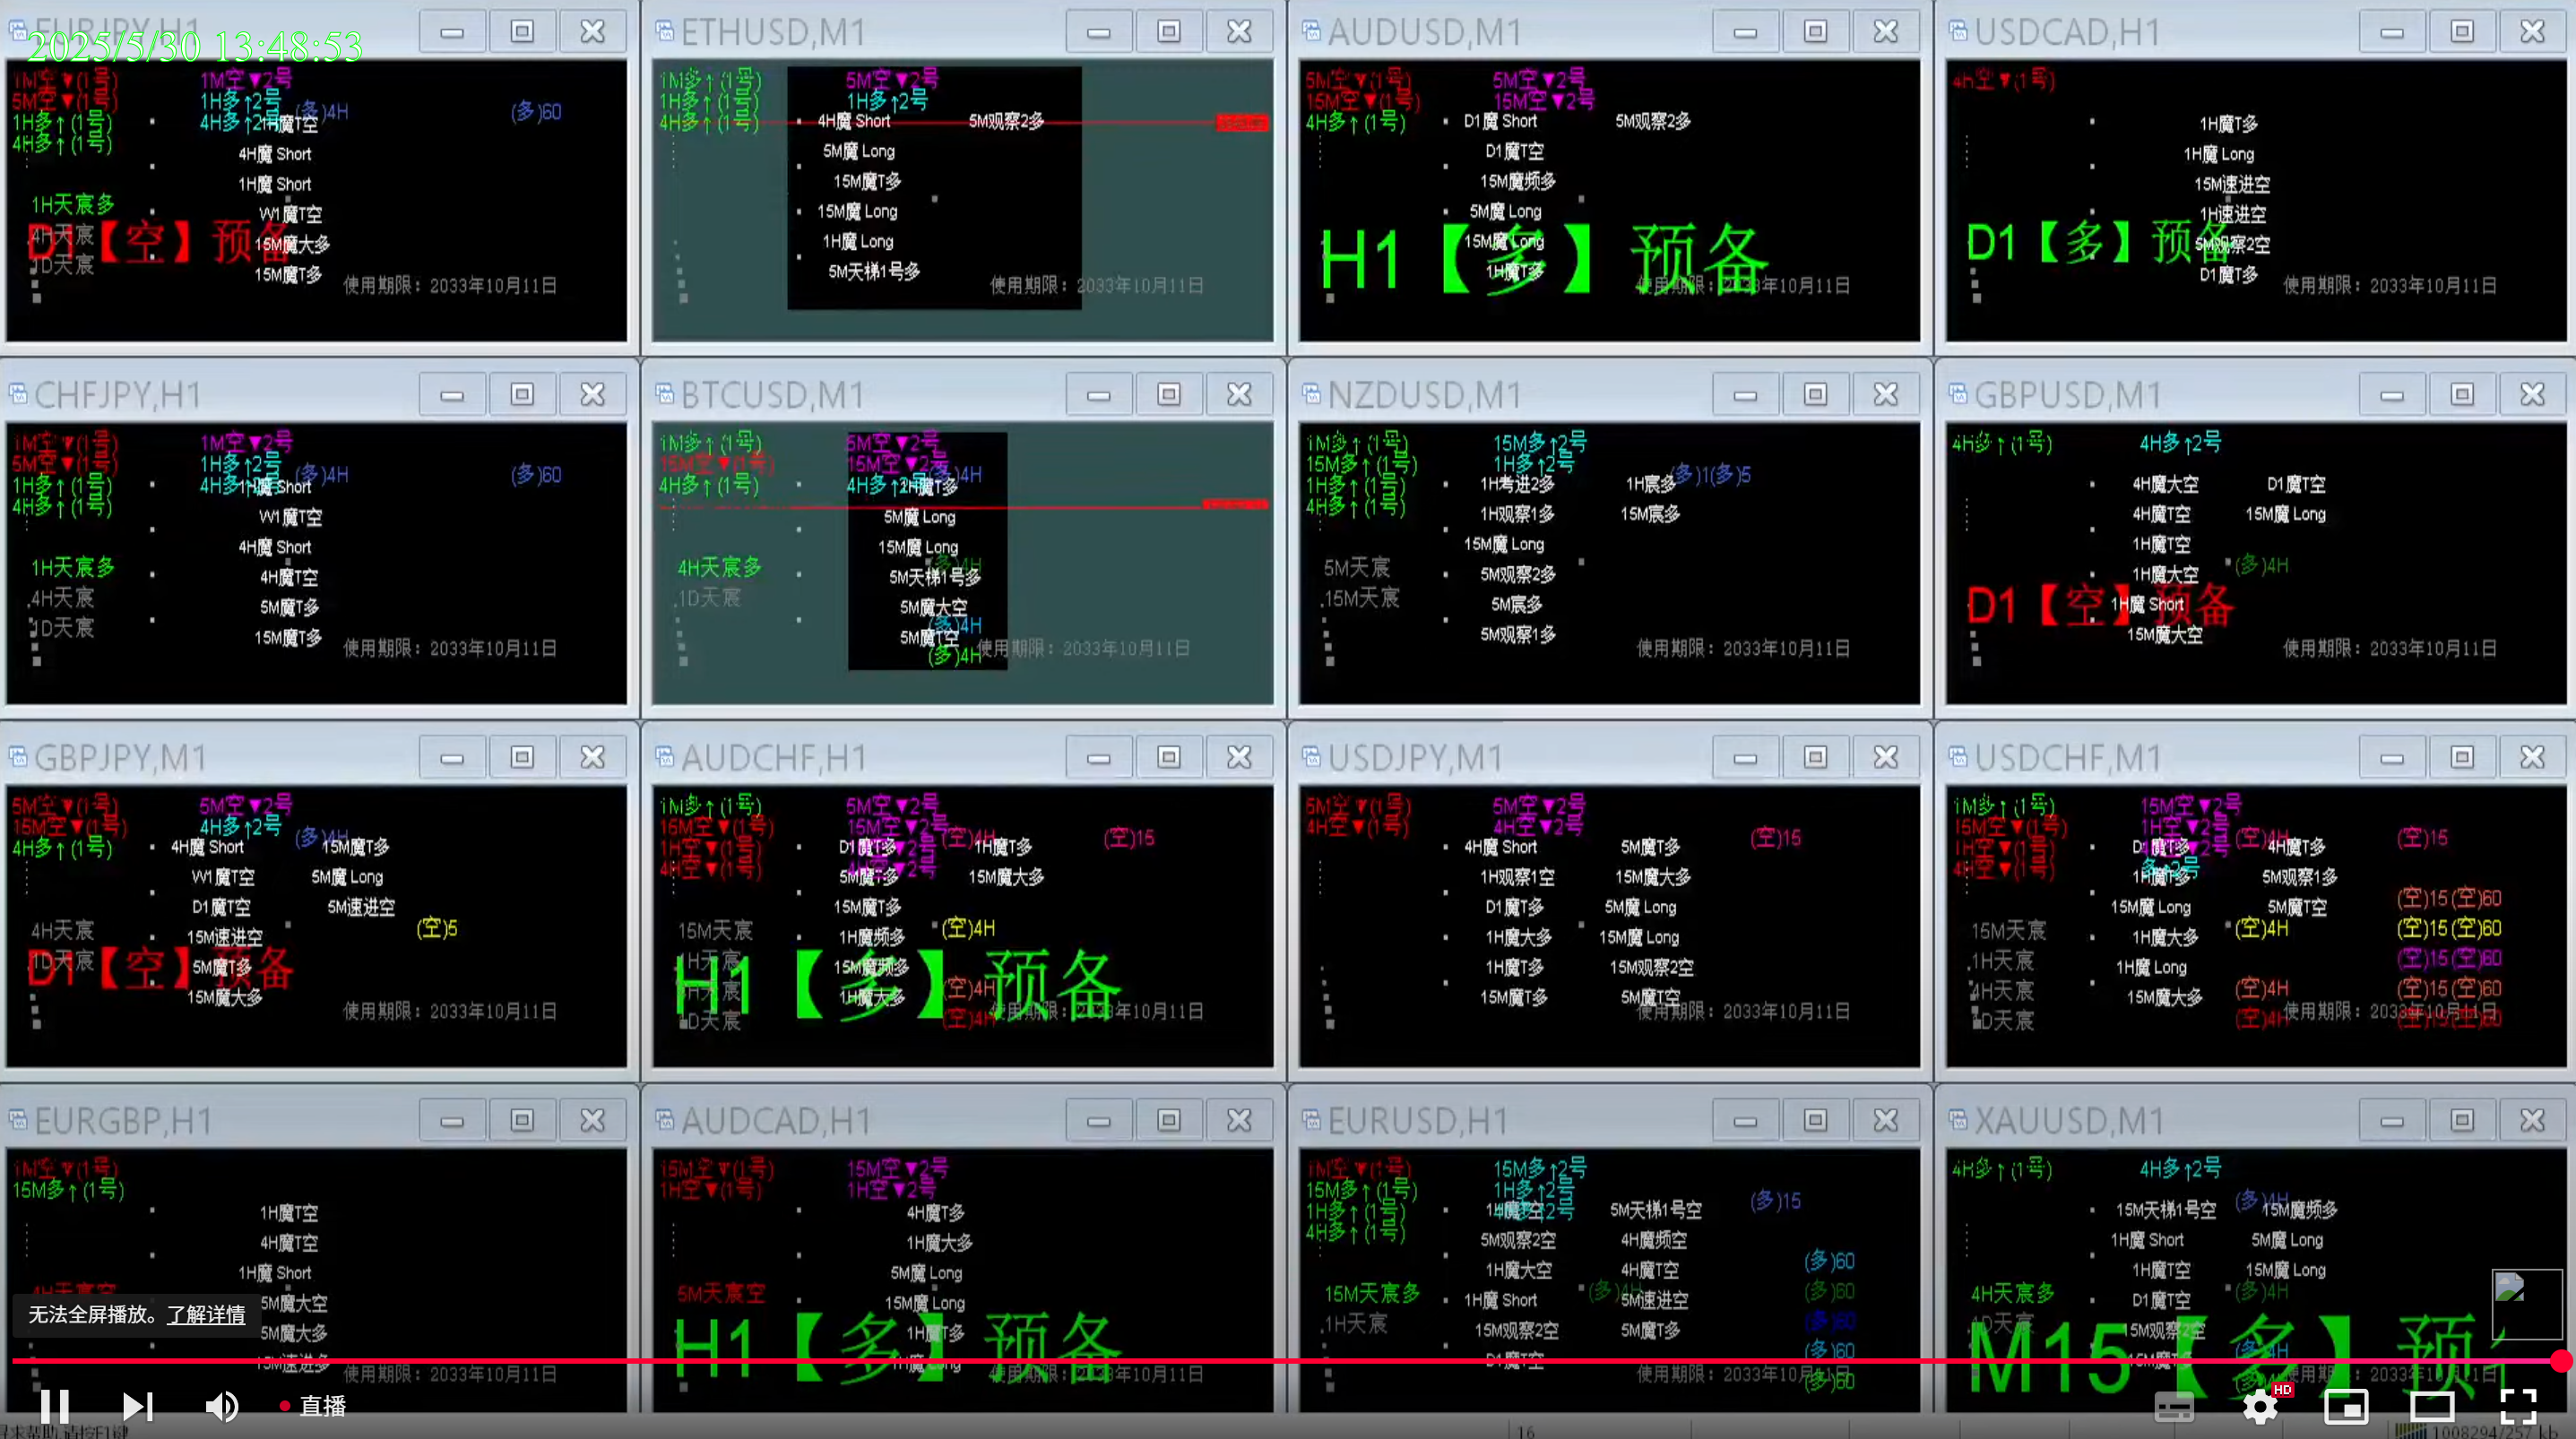 EURJPY,H1
2025/5/30 13:48:53
1M空▼(1号) 1M空▼2号
5M空▼(1号) 1H多↑2号 (多)4H (多)60
1H多↑(1号) 4H多↑2号 1H魔T空
4H多↑(1号)
4H魔 Short
1H魔 Short
1H天宸多 W1魔T空
D1【空】预备
4H天宸 15M魔大多
1D天宸 15M魔T多
使用期限：2033年10月11日
ETHUSD,M1
1M多↑(1号) 5M空▼2号
1H多↑(1号) 1H多↑2号
4H多↑(1号) 4H魔 Short 5M观察2多
5M魔 Long
15M魔T多
15M魔 Long
1H魔 Long
5M天梯1号多
使用期限：2033年10月11日
AUDUSD,M1
5M空▼(1号) 5M空▼2号
15M空▼(1号) 15M空▼2号
4H多↑(1号) D1魔 Short 5M观察2多
D1魔T空
15M魔频多
5M魔 Long
15M魔 Long
H1【多】预备
1H魔T多
使用期限：2033年10月11日
USDCAD,H1
4H空▼(1号)
1H魔T多
1H魔 Long
15M速进空
1H速进空
D1【多】预备
5M观察2空
D1魔T多
使用期限：2033年10月11日
CHFJPY,H1
1M空▼(1号) 1M空▼2号
5M空▼(1号) 1H多↑2号 (多)4H (多)60
1H多↑(1号) 4H多↑2号 1H魔 Short
4H多↑(1号)
W1魔T空
4H魔 Short
1H天宸多 4H魔T空
4H天宸 5M魔T多
1D天宸 15M魔T多
使用期限：2033年10月11日
BTCUSD,M1
1M多↑(1号) 5M空▼2号
15M空▼(1号) 15M空▼2号 (多)4H
4H多↑(1号) 4H多↑2号 1H魔T多
5M魔 Long
15M魔 Long
4H天宸多 (多)4H
5M天梯1号多
1D天宸 5M魔大空
(多)4H
5M魔T空
(多)4H
使用期限：2033年10月11日
NZDUSD,M1
1M多↑(1号) 15M多↑2号
15M多↑(1号) 1H多↑2号 (多)1(多)5
1H多↑(1号) 1H考进2多 1H宸多
4H多↑(1号) 1H观察1多 15M宸多
15M魔 Long
5M天宸 5M观察2多
15M天宸 5M宸多
5M观察1多
使用期限：2033年10月11日
GBPUSD,M1
4H多↑(1号) 4H多↑2号
4H魔大空 D1魔T空
4H魔T空 15M魔 Long
1H魔T空
1H魔大空 (多)4H
D1【空】预备
1H魔 Short
15M魔大空
使用期限：2033年10月11日
GBPJPY,M1
5M空▼(1号) 5M空▼2号
15M空▼(1号) 4H多↑2号 (多)4H
4H多↑(1号) 4H魔 Short 15M魔T多
W1魔T空 5M魔 Long
D1魔T空 5M速进空
4H天宸 15M速进空 (空)5
1D天宸 5M魔T多
D1【空】预备
15M魔大多
使用期限：2033年10月11日
AUDCHF,H1
1M多↑(1号) 5M空▼2号
15M空▼(1号) 15M空▼2号 (空)4H (空)15
1H空▼(1号) D1魔T多 1H魔T多
4H空▼(1号) 4H空▼2号
5M魔T多 15M魔大多
15M魔T多
15M天宸 1H魔频多 (空)4H
1H天宸 15M魔频多
H1【多】预备
4H天宸 1H魔大多 (空)4H
1D天宸 (空)4H
使用期限：2033年10月11日
USDJPY,M1
5M空▼(1号) 5M空▼2号
4H空▼(1号) 4H空▼2号 (空)15
4H魔 Short 5M魔T多
1H观察1空 15M魔大多
D1魔T多 5M魔 Long
1H魔大多 15M魔 Long
1H魔T多 15M观察2空
15M魔T多 5M魔T空
使用期限：2033年10月11日
USDCHF,M1
1M多↑(1号) 15M空▼2号
15M空▼(1号) 1H空▼2号 (空)4H (空)15
1H空▼(1号) D1魔T多 4H魔T多
4H空▼(1号)
1H魔T多 5M观察1多
15M魔 Long 5M魔T空 (空)15(空)60
15M天宸 1H魔大多 (空)4H (空)15(空)60
1H天宸 1H魔 Long (空)15(空)60
4H天宸 15M魔大多 (空)4H (空)15(空)60
1D天宸 (空)4H (空)15(空)60
使用期限：2033年10月11日
EURGBP,H1
1M空▼(1号)
15M多↑(1号)
1H魔T空
4H魔T空
1H魔 Short
4H天宸空 5M魔大空
5M魔大多
15M速进多
使用期限：2033年10月11日
AUDCAD,H1
15M空▼(1号) 15M空▼2号
1H空▼(1号) 1H空▼2号
4H魔T多
1H魔大多
5M魔 Long
5M天宸空 15M魔 Long
H1【多】预备
1H魔T多
1H魔 Long
使用期限：2033年10月11日
EURUSD,H1
1M空▼(1号) 15M多↑2号
15M多↑(1号) 1H多↑2号 (多)15
1H多↑(1号) 5M天梯1号空
4H多↑(1号) 5M观察2空 4H魔频空
1H魔大空 4H魔T空 (多)60
15M天宸多 1H魔 Short (多)4H 5M速进空 (多)60
1H天宸 15M观察2空 5M魔T多 (多)60
D1魔T空 (多)60
(多)60
使用期限：2033年10月11日
XAUUSD,M1
4H多↑(1号) 4H多↑2号
15M天梯1号空 (多)4H 15M魔频多
1H魔 Short 5M魔 Long
1H魔T空 15M魔 Long
4H天宸多 D1魔T空 (多)4H
1D天宸 15M观察2空
M15【多】预
(多)4H
使用期限：2033年10月11日
无法全屏播放。了解详情
直播
HD
16
1008294/257 kb